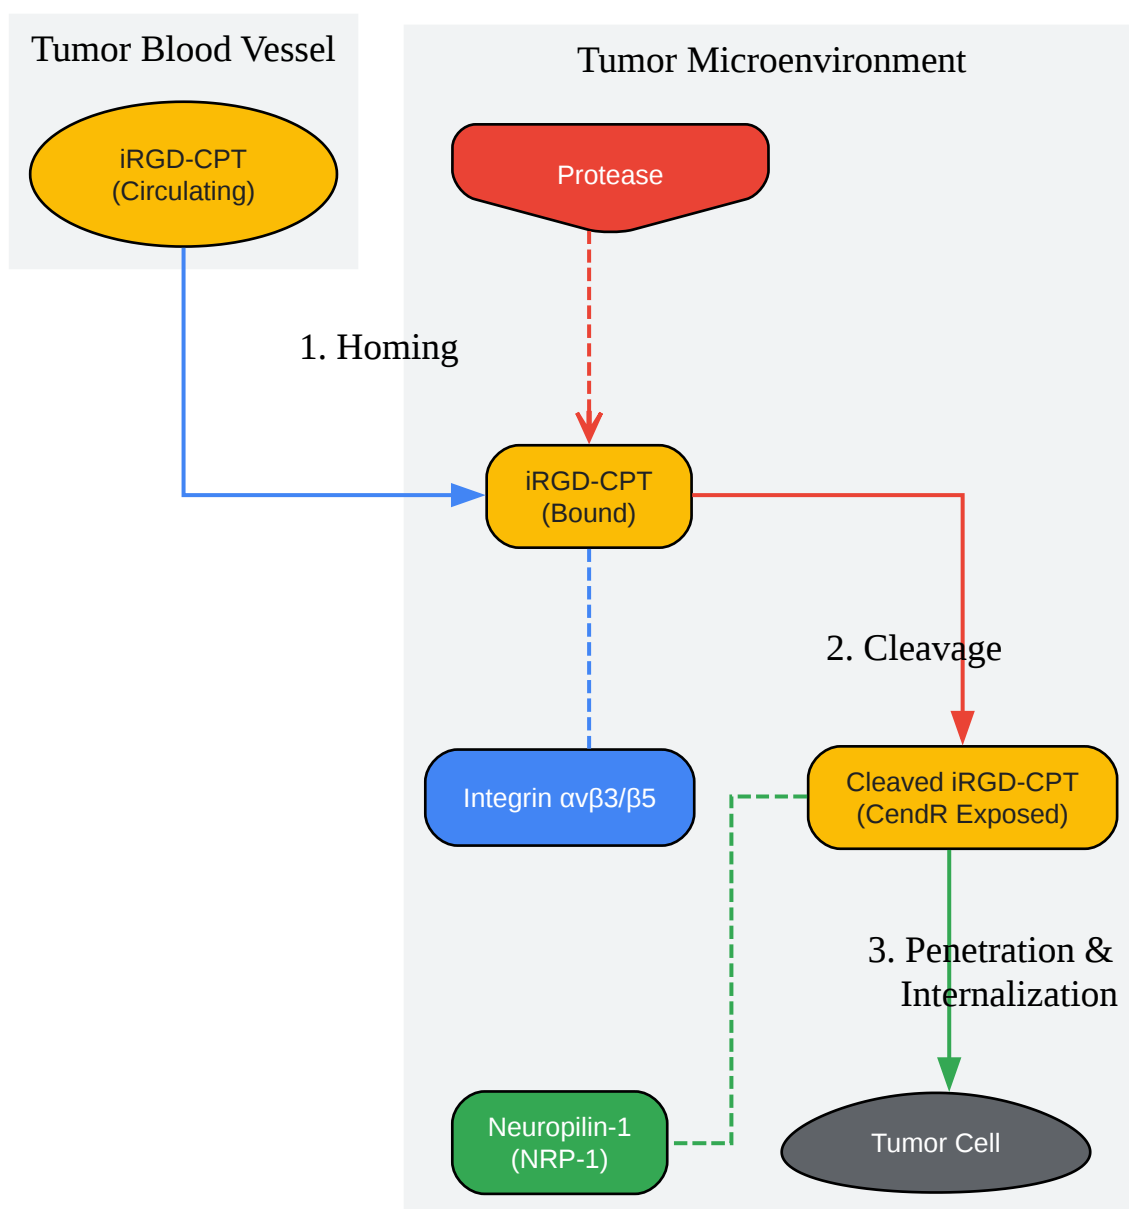 Tumor Blood Vessel
Tumor Microenvironment
iRGD-CPT
(Circulating)
Protease
1. Homing
iRGD-CPT
(Bound)
2. Cleavage
Integrin αvβ3/β5
Cleaved iRGD-CPT
(CendR Exposed)
3. Penetration &
Internalization
Neuropilin-1
(NRP-1)
Tumor Cell